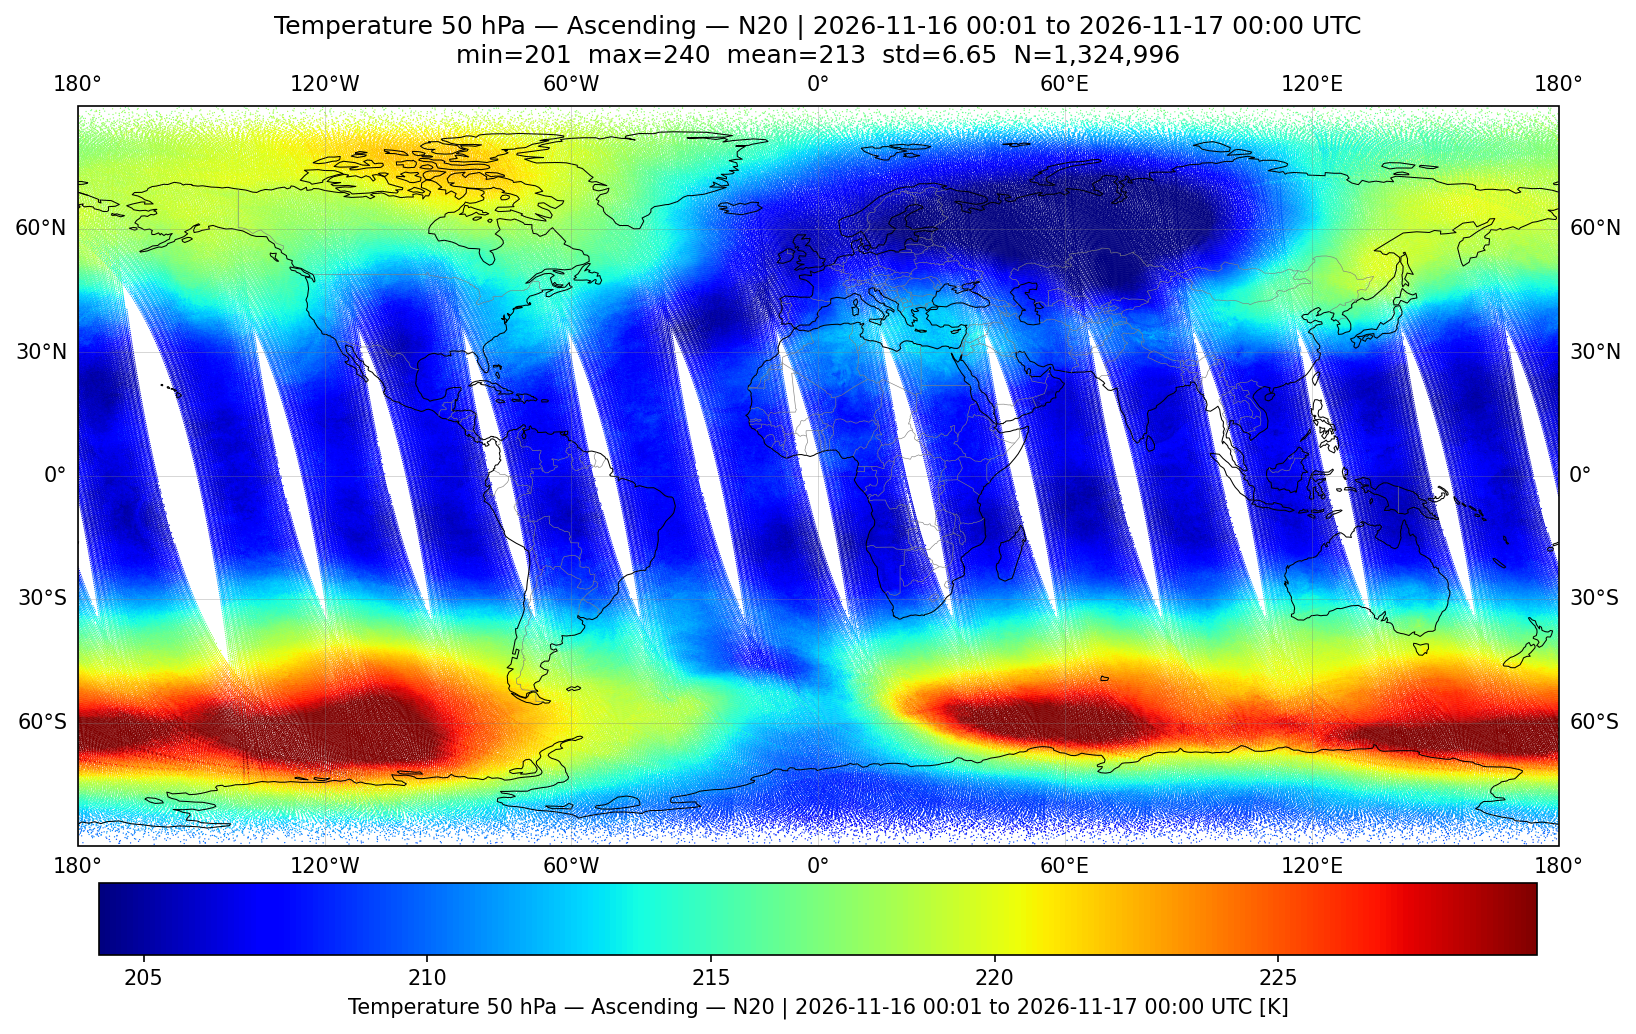 Temperature 50 hPa — Ascending — N20 | 2026-11-16 00:01 to 2026-11-17 00:00 UTC
min=201  max=240  mean=213  std=6.65  N=1,324,996
180° 120°W 60°W 0° 60°E 120°E 180°
60°N 60°N
30°N 30°N
0° 0°
30°S 30°S
60°S 60°S
180° 120°W 60°W 0° 60°E 120°E 180°
205 210 215 220 225
Temperature 50 hPa — Ascending — N20 | 2026-11-16 00:01 to 2026-11-17 00:00 UTC [K]